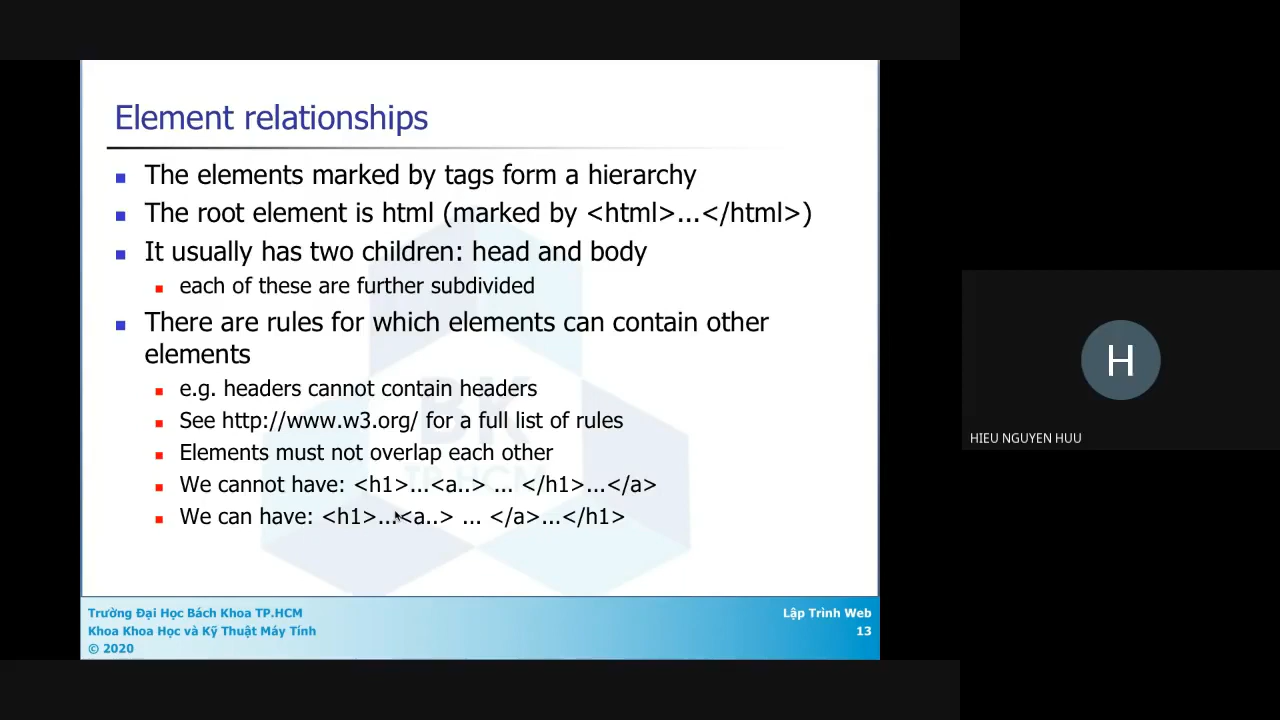 Element relationships
The elements marked by tags form a hierarchy
The root element is html (marked by <html>...</html>)
It usually has two children: head and body
each of these are further subdivided
There are rules for which elements can contain other
elements
e.g. headers cannot contain headers
See http://www.w3.org/ for a full list of rules
Elements must not overlap each other
We cannot have: <h1>...<a..> ... </h1>...</a>
We can have: <h1>...<a..> ... </a>...</h1>
BK
TP.HCM
Trường Đại Học Bách Khoa TP.HCM
Khoa Khoa Học và Kỹ Thuật Máy Tính
© 2020
Lập Trình Web
13
H
HIEU NGUYEN HUU